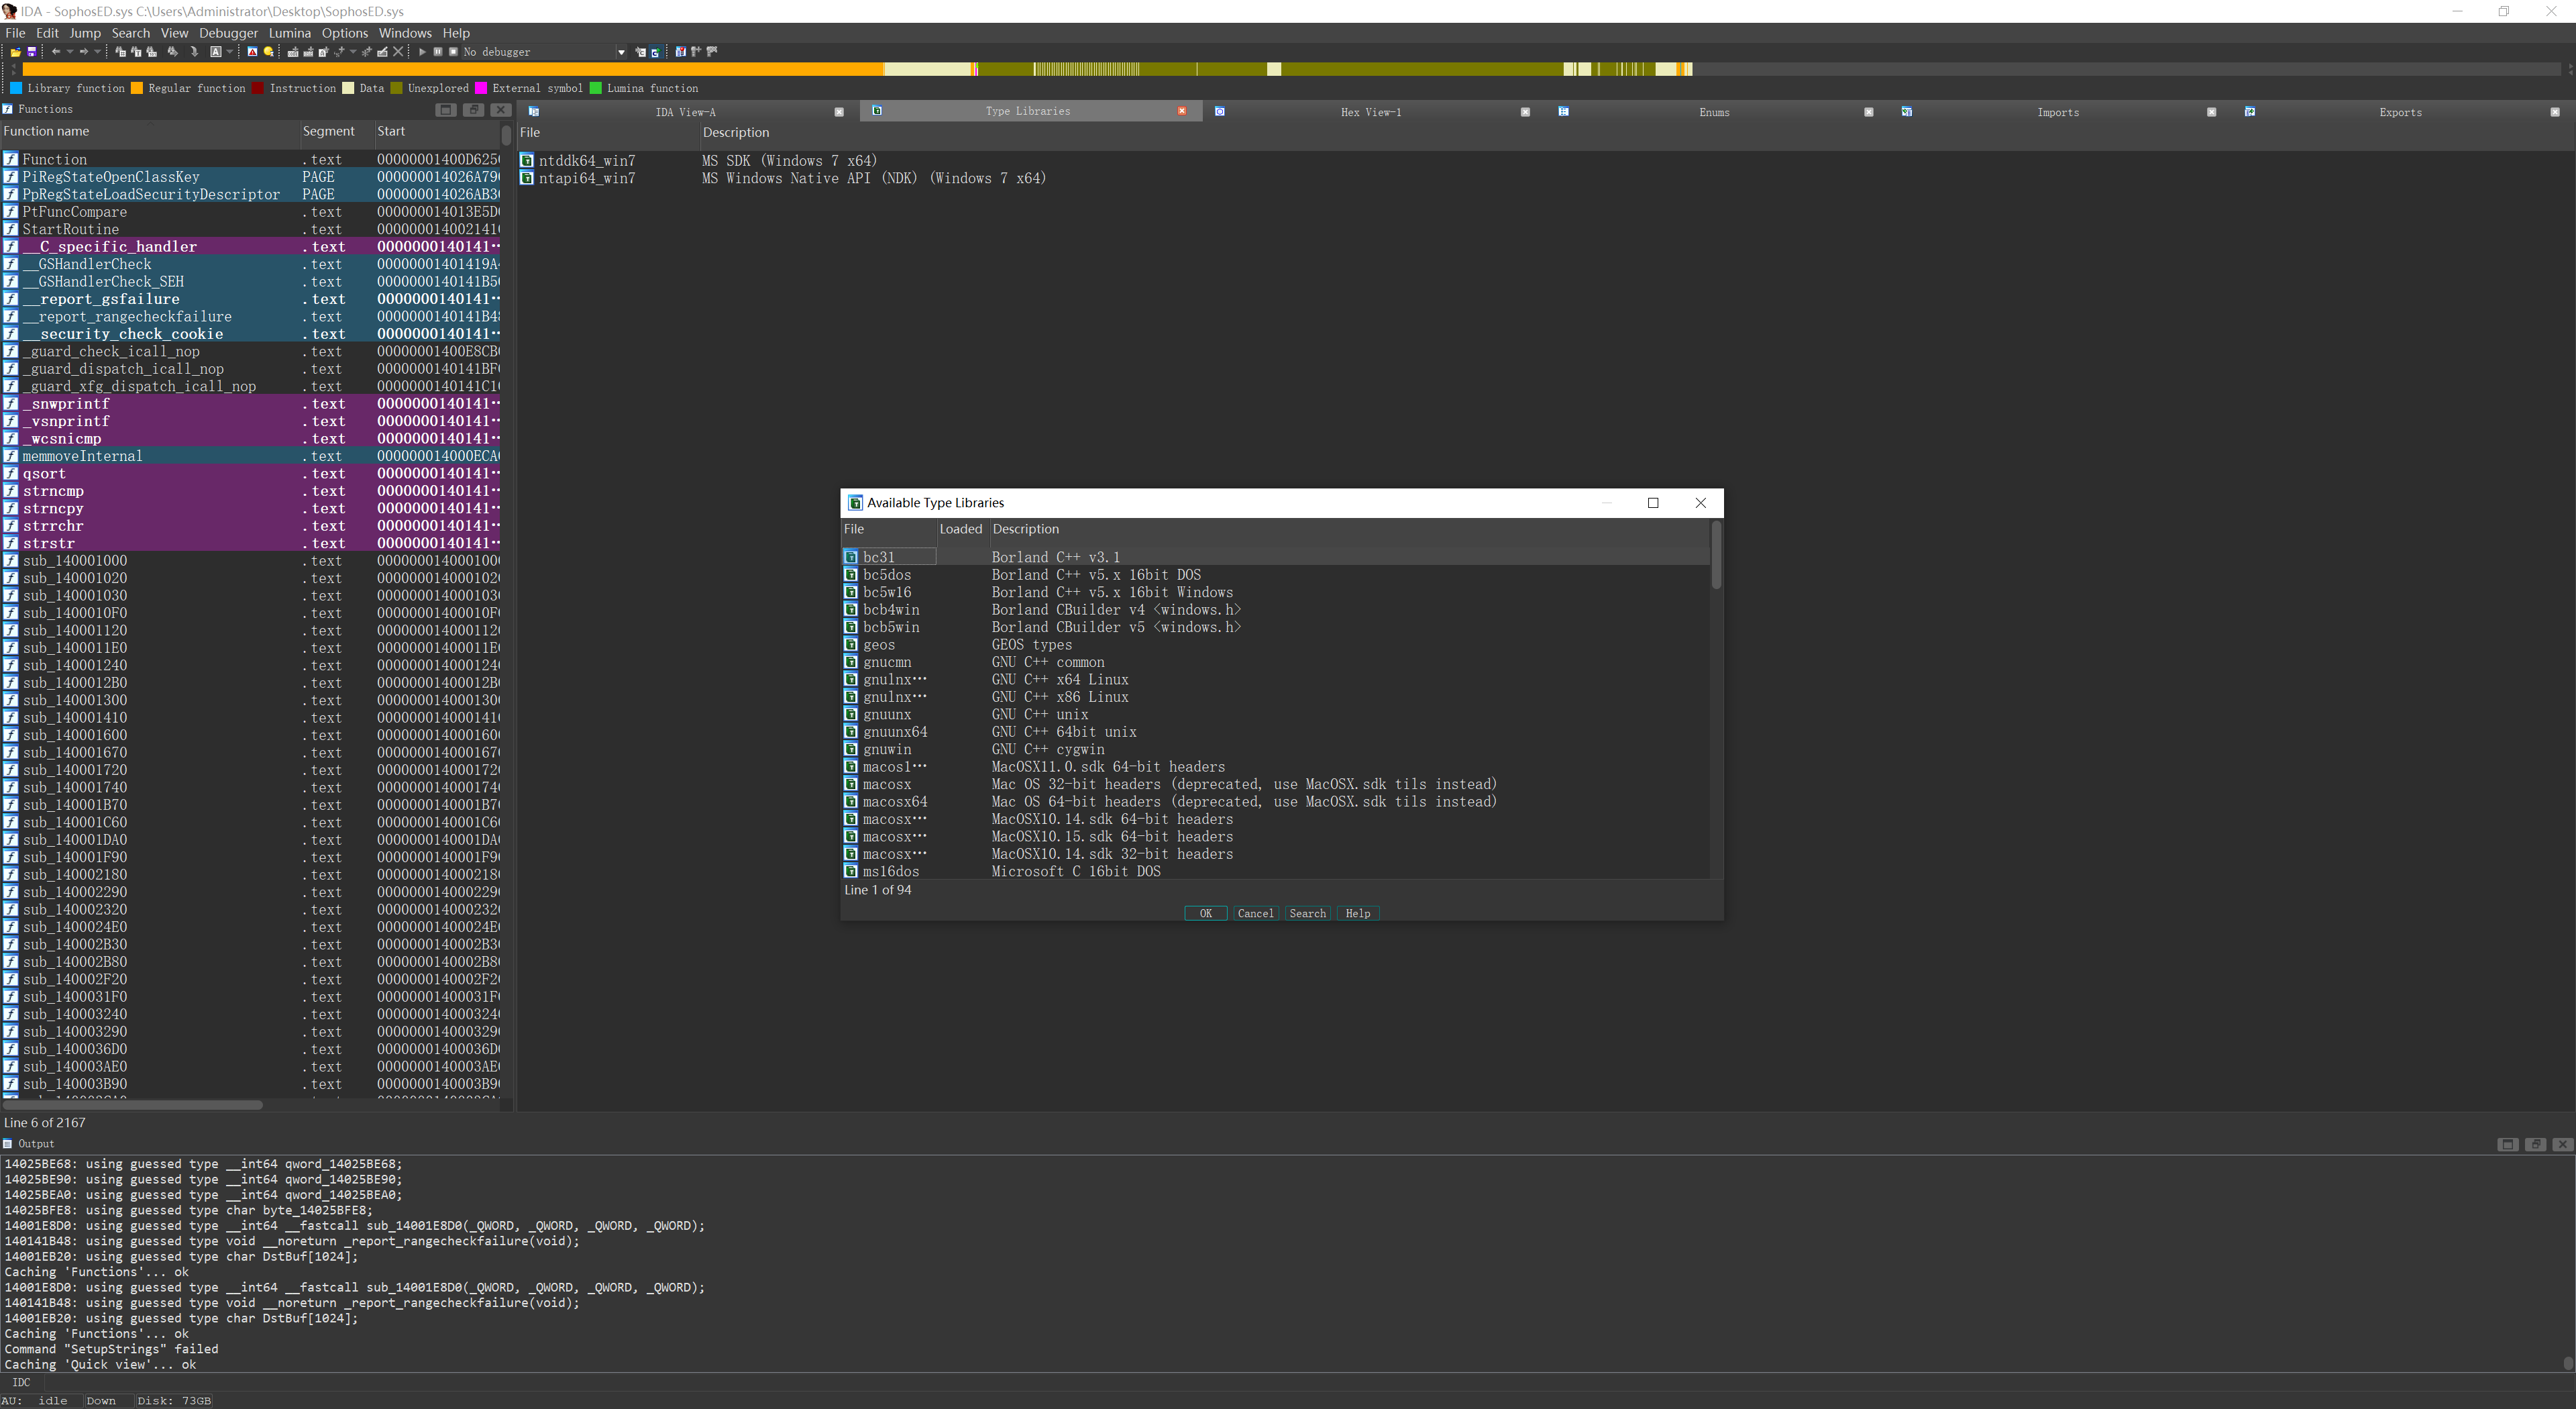 IDA - SophosED.sys C:\Users\Administrator\Desktop\SophosED.sys
File Edit Jump Search View Debugger Lumina Options Windows Help
No debugger
Library function Regular function Instruction Data Unexplored External symbol Lumina function
Functions
Function name Segment Start
Function .text 00000001400D625
PiRegStateOpenClassKey PAGE 000000014026A79
PpRegStateLoadSecurityDescriptor PAGE 000000014026AB3
PtFuncCompare .text 000000014013E5D
StartRoutine .text 000000014002141
__C_specific_handler .text 0000000140141…
__GSHandlerCheck .text 00000001401419A
__GSHandlerCheck_SEH .text 0000000140141B5
__report_gsfailure .text 0000000140141…
__report_rangecheckfailure .text 0000000140141B4
__security_check_cookie .text 0000000140141…
_guard_check_icall_nop .text 00000001400E8CB
_guard_dispatch_icall_nop .text 0000000140141BF
_guard_xfg_dispatch_icall_nop .text 0000000140141C1
_snwprintf .text 0000000140141…
_vsnprintf .text 0000000140141…
_wcsnicmp .text 0000000140141…
memmoveInternal .text 000000014000ECA
qsort .text 0000000140141…
strncmp .text 0000000140141…
strncpy .text 0000000140141…
strrchr .text 0000000140141…
strstr .text 0000000140141…
sub_140001000 .text 000000014000100
sub_140001020 .text 000000014000102
sub_140001030 .text 000000014000103
sub_1400010F0 .text 00000001400010F
sub_140001120 .text 000000014000112
sub_1400011E0 .text 00000001400011E
sub_140001240 .text 000000014000124
sub_1400012B0 .text 00000001400012B
sub_140001300 .text 000000014000130
sub_140001410 .text 000000014000141
sub_140001600 .text 000000014000160
sub_140001670 .text 000000014000167
sub_140001720 .text 000000014000172
sub_140001740 .text 000000014000174
sub_140001B70 .text 0000000140001B7
sub_140001C60 .text 0000000140001C6
sub_140001DA0 .text 0000000140001DA
sub_140001F90 .text 0000000140001F9
sub_140002180 .text 000000014000218
sub_140002290 .text 000000014000229
sub_140002320 .text 000000014000232
sub_1400024E0 .text 00000001400024E
sub_140002B30 .text 0000000140002B3
sub_140002B80 .text 0000000140002B8
sub_140002F20 .text 0000000140002F2
sub_1400031F0 .text 00000001400031F
sub_140003240 .text 000000014000324
sub_140003290 .text 000000014000329
sub_1400036D0 .text 00000001400036D
sub_140003AE0 .text 0000000140003AE
sub_140003B90 .text 0000000140003B9
Line 6 of 2167
IDA View-A Type Libraries Hex View-1 Enums Imports Exports
File Description
ntddk64_win7 MS SDK (Windows 7 x64)
ntapi64_win7 MS Windows Native API (NDK) (Windows 7 x64)
Available Type Libraries
File Loaded Description
bc31 Borland C++ v3.1
bc5dos Borland C++ v5.x 16bit DOS
bc5w16 Borland C++ v5.x 16bit Windows
bcb4win Borland CBuilder v4 <windows.h>
bcb5win Borland CBuilder v5 <windows.h>
geos GEOS types
gnucmn GNU C++ common
gnulnx… GNU C++ x64 Linux
gnulnx… GNU C++ x86 Linux
gnuunx GNU C++ unix
gnuunx64 GNU C++ 64bit unix
gnuwin GNU C++ cygwin
macos1… MacOSX11.0.sdk 64-bit headers
macosx Mac OS 32-bit headers (deprecated, use MacOSX.sdk tils instead)
macosx64 Mac OS 64-bit headers (deprecated, use MacOSX.sdk tils instead)
macosx… MacOSX10.14.sdk 64-bit headers
macosx… MacOSX10.15.sdk 64-bit headers
macosx… MacOSX10.14.sdk 32-bit headers
ms16dos Microsoft C 16bit DOS
Line 1 of 94
OK Cancel Search Help
Output
14025BE68: using guessed type __int64 qword_14025BE68;
14025BE90: using guessed type __int64 qword_14025BE90;
14025BEA0: using guessed type __int64 qword_14025BEA0;
14025BFE8: using guessed type char byte_14025BFE8;
14001E8D0: using guessed type __int64 __fastcall sub_14001E8D0(_QWORD, _QWORD, _QWORD, _QWORD);
140141B48: using guessed type void __noreturn _report_rangecheckfailure(void);
14001EB20: using guessed type char DstBuf[1024];
Caching 'Functions'... ok
14001E8D0: using guessed type __int64 __fastcall sub_14001E8D0(_QWORD, _QWORD, _QWORD, _QWORD);
140141B48: using guessed type void __noreturn _report_rangecheckfailure(void);
14001EB20: using guessed type char DstBuf[1024];
Caching 'Functions'... ok
Command "SetupStrings" failed
Caching 'Quick view'... ok
IDC
AU: idle Down Disk: 73GB